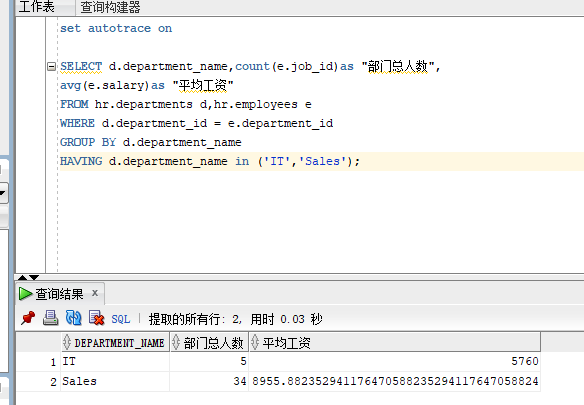 工作表 查询构建器
set autotrace on
SELECT d.department_name,count(e.job_id)as "部门总人数",
avg(e.salary)as "平均工资"
FROM hr.departments d,hr.employees e
WHERE d.department_id = e.department_id
GROUP BY d.department_name
HAVING d.department_name in ('IT','Sales');
查询结果 ×
SQL | 提取的所有行: 2, 用时 0.03 秒
DEPARTMENT_NAME 部门总人数 平均工资
1 IT 5 5760
2 Sales 34 8955.88235294117647058823529411764705882​4